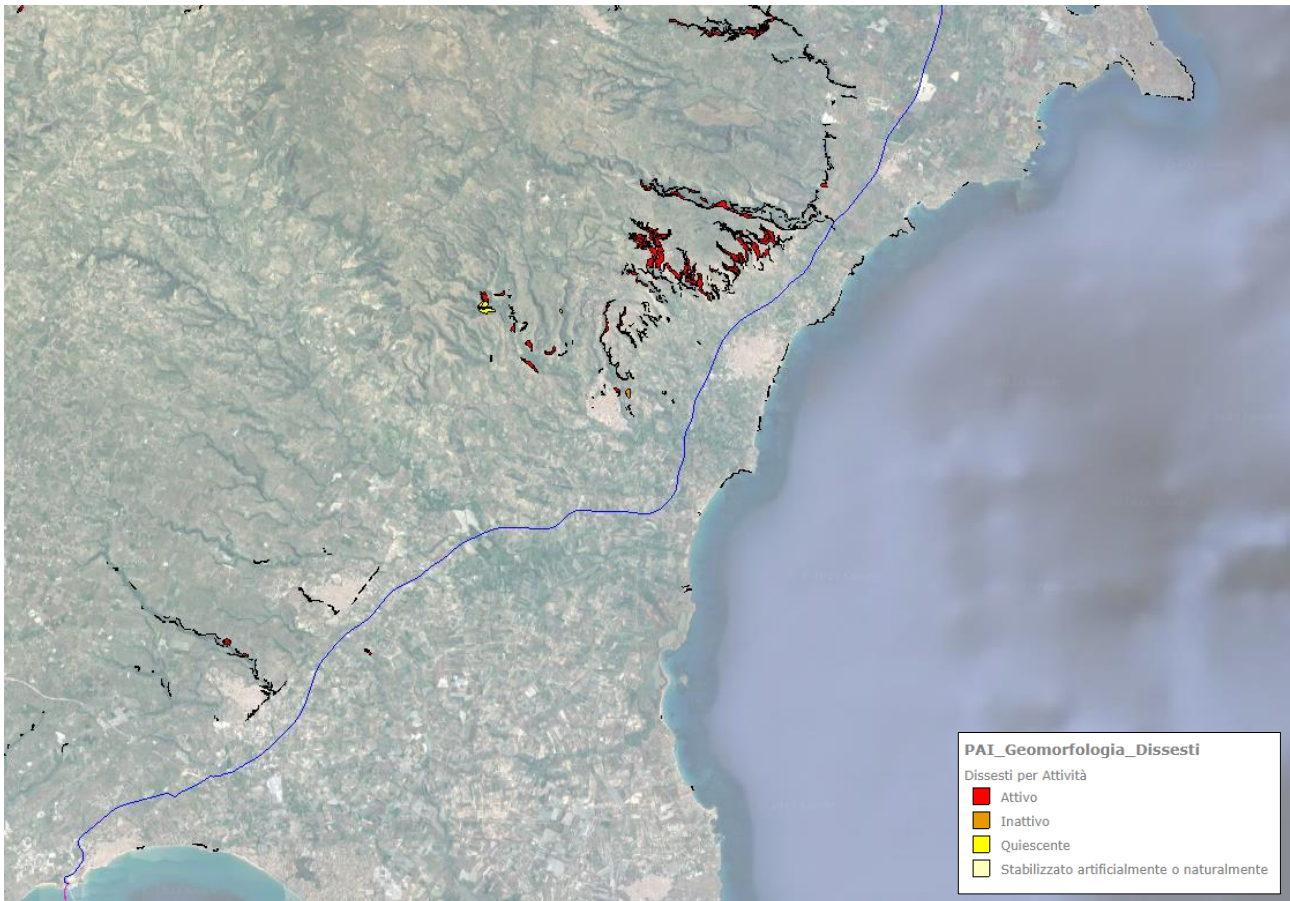 PAI_Geomorfologia_Dissesti
Dissesti per Attività
Attivo
Inattivo
Quiescente
Stabilizzato artificialmente o naturalmente